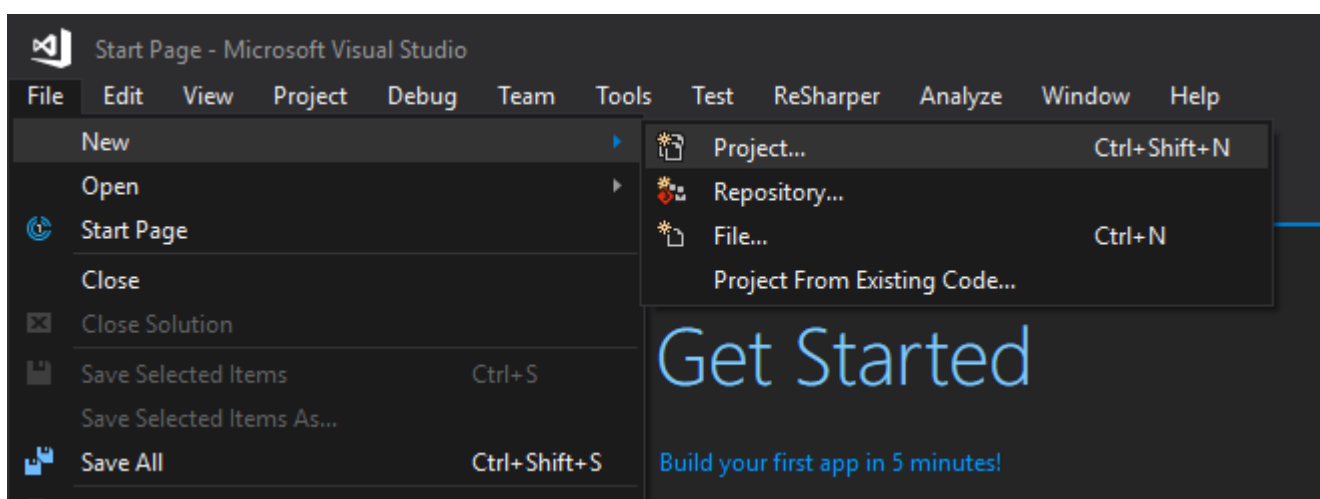 Start Page - Microsoft Visual Studio
File Edit View Project Debug Team Tools Test ReSharper Analyze Window Help
New
Project... Ctrl+Shift+N
Open
Repository...
Start Page
File... Ctrl+N
Close
Project From Existing Code...
Close Solution
Get Started
Save Selected Items Ctrl+S
Save Selected Items As...
Save All Ctrl+Shift+S
Build your first app in 5 minutes!